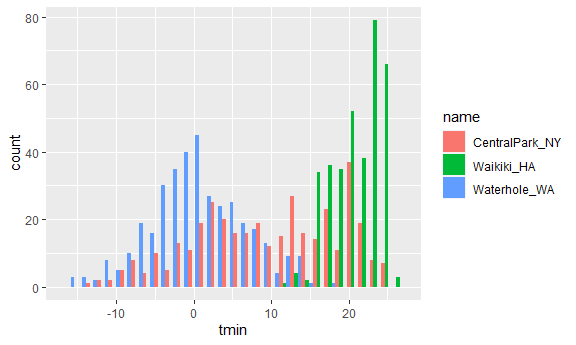 80
60
40
20
0
count
-10 0 10 20
tmin
name
CentralPark_NY
Waikiki_HA
Waterhole_WA